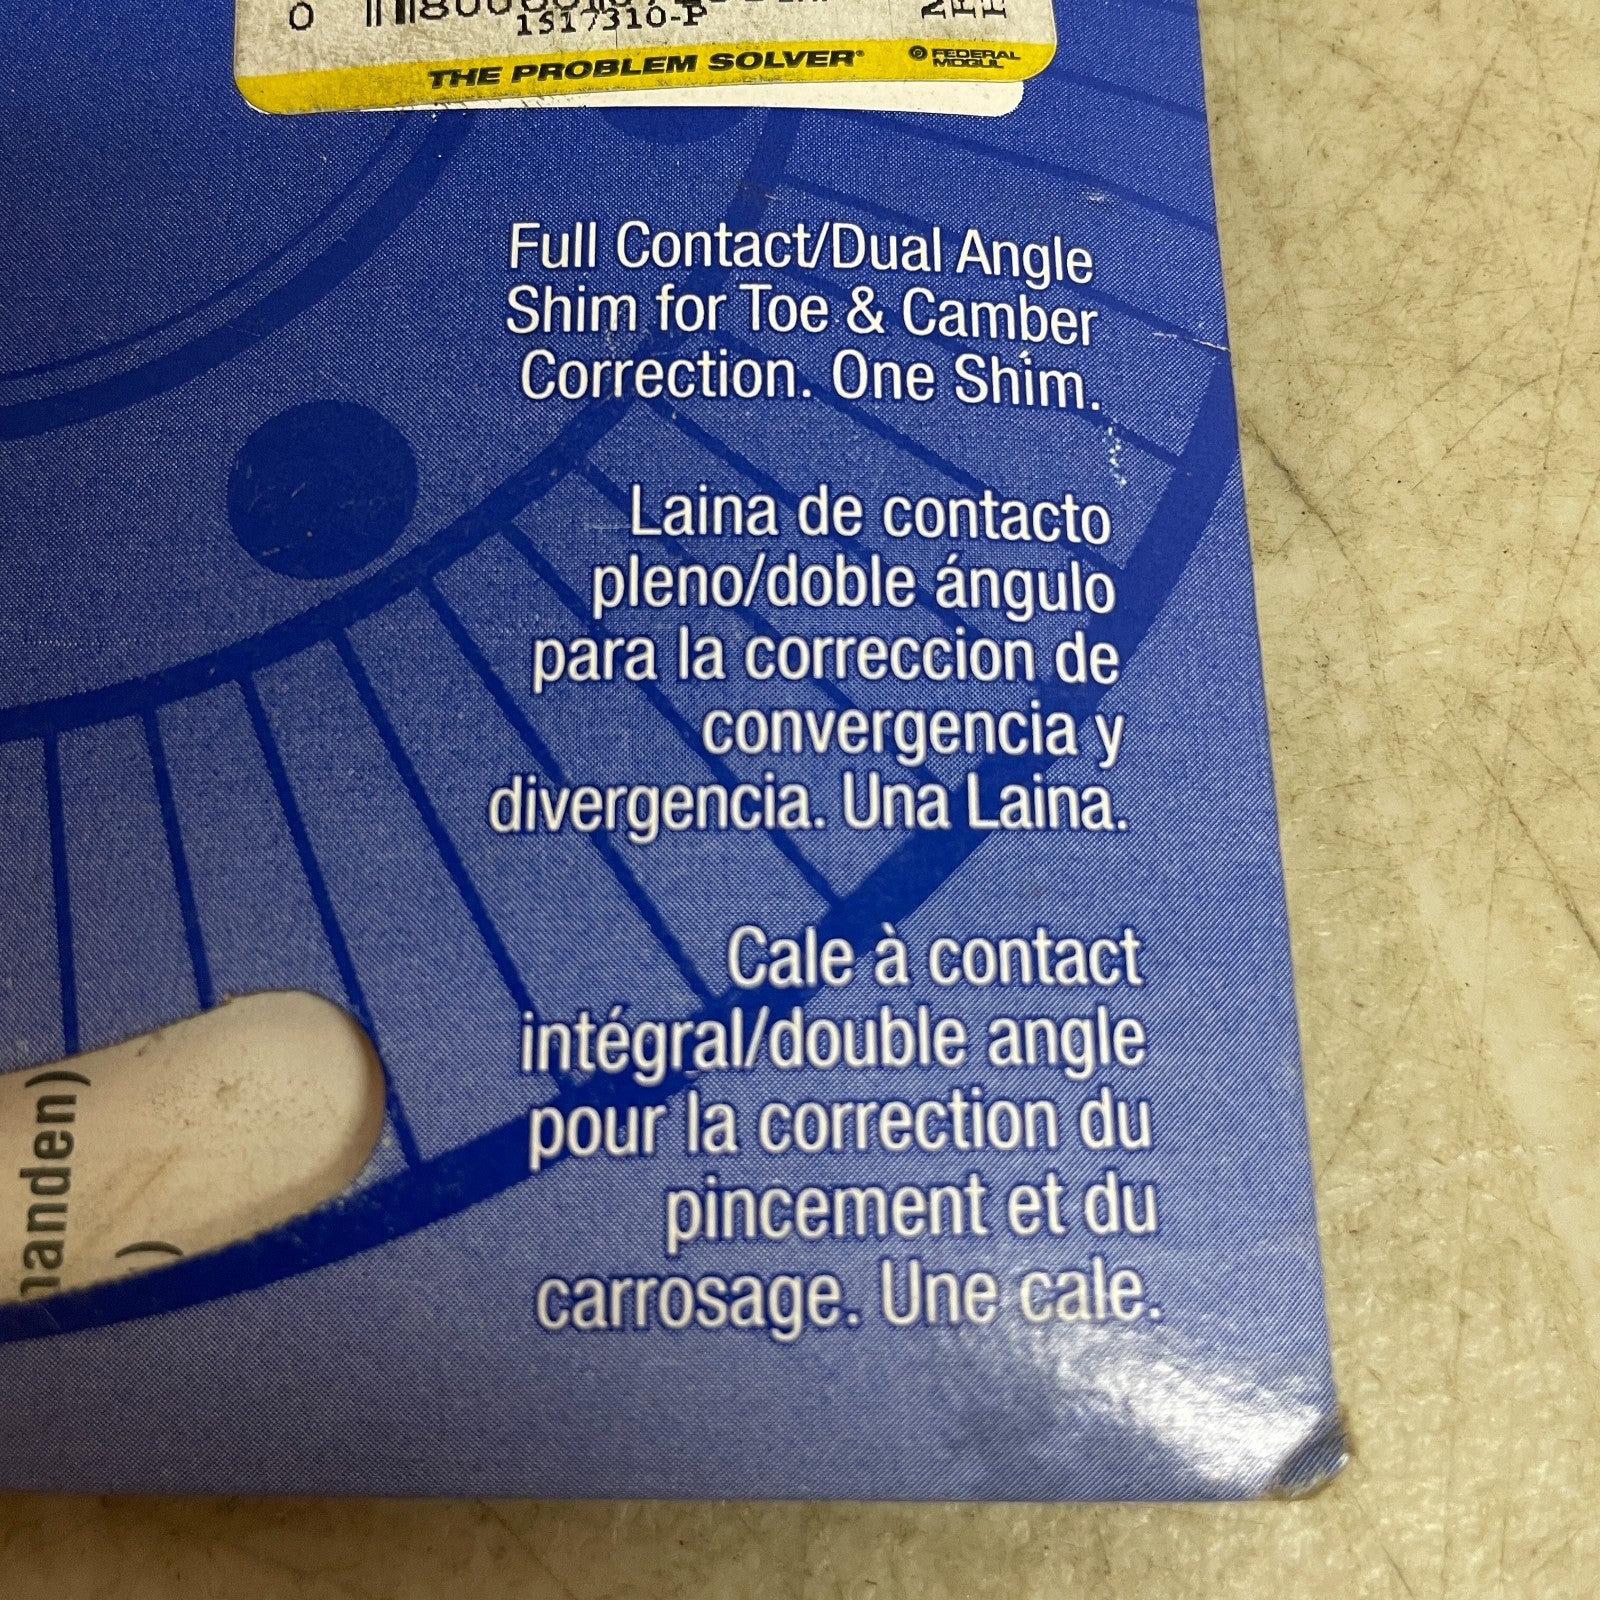 0
1517310-P
THE PROBLEM SOLVER®
FEDERAL
MOGUL
Full Contact/Dual Angle
Shim for Toe & Camber
Correction. One Shim.
Laina de contacto
pleno/doble ángulo
para la correccion de
convergencia y
divergencia. Una Laina.
Cale à contact
intégral/double angle
pour la correction du
pincement et du
carrosage. Une cale.
manden)